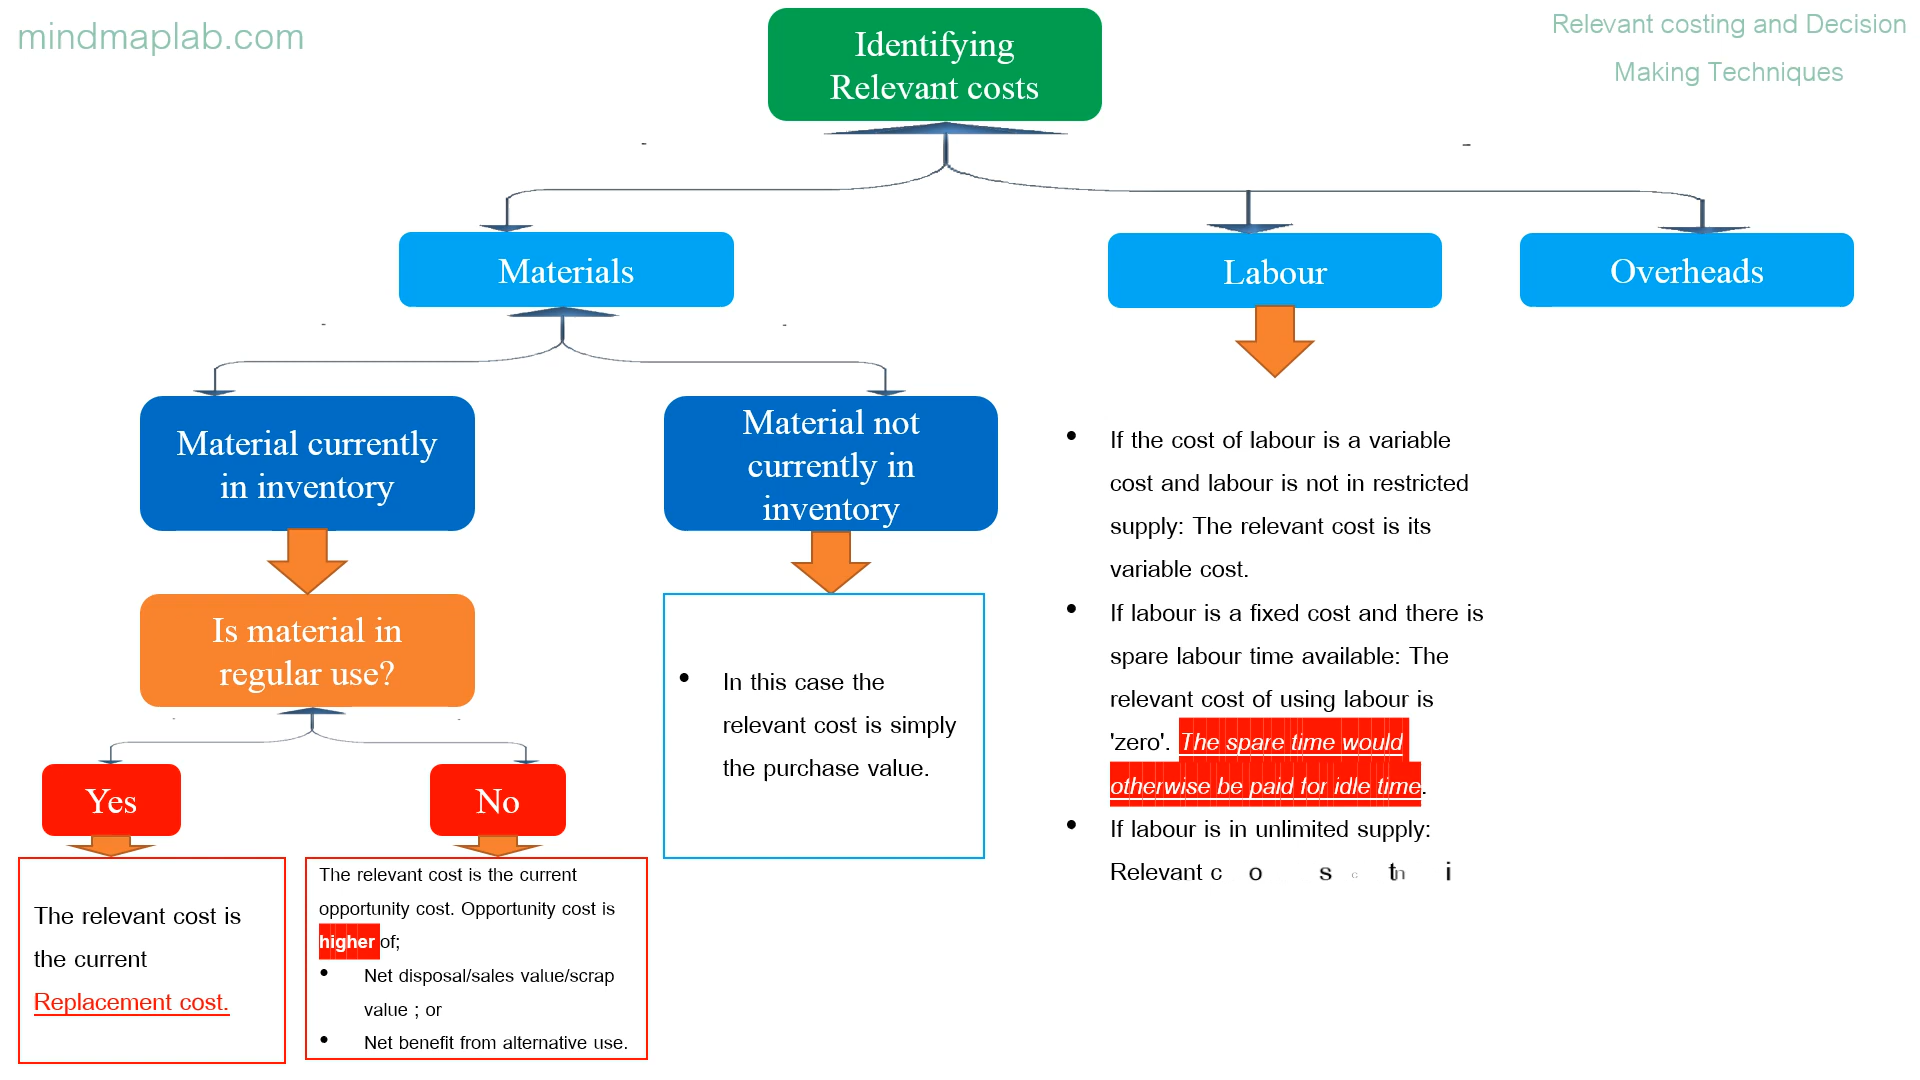 mindmaplab.com
Relevant costing and Decision
Making Techniques
Identifying
Relevant costs
Materials
Labour
Overheads
Material currently
in inventory
Material not
currently in
inventory
Is material in
regular use?
Yes
No
The relevant cost is
the current
Replacement cost.
The relevant cost is the current
opportunity cost. Opportunity cost is
higher of;
• Net disposal/sales value/scrap
value ; or
• Net benefit from alternative use.
• In this case the
relevant cost is simply
the purchase value.
• If the cost of labour is a variable
cost and labour is not in restricted
supply: The relevant cost is its
variable cost.
• If labour is a fixed cost and there is
spare labour time available: The
relevant cost of using labour is
'zero'. The spare time would
otherwise be paid for idle time.
• If labour is in unlimited supply:
Relevant